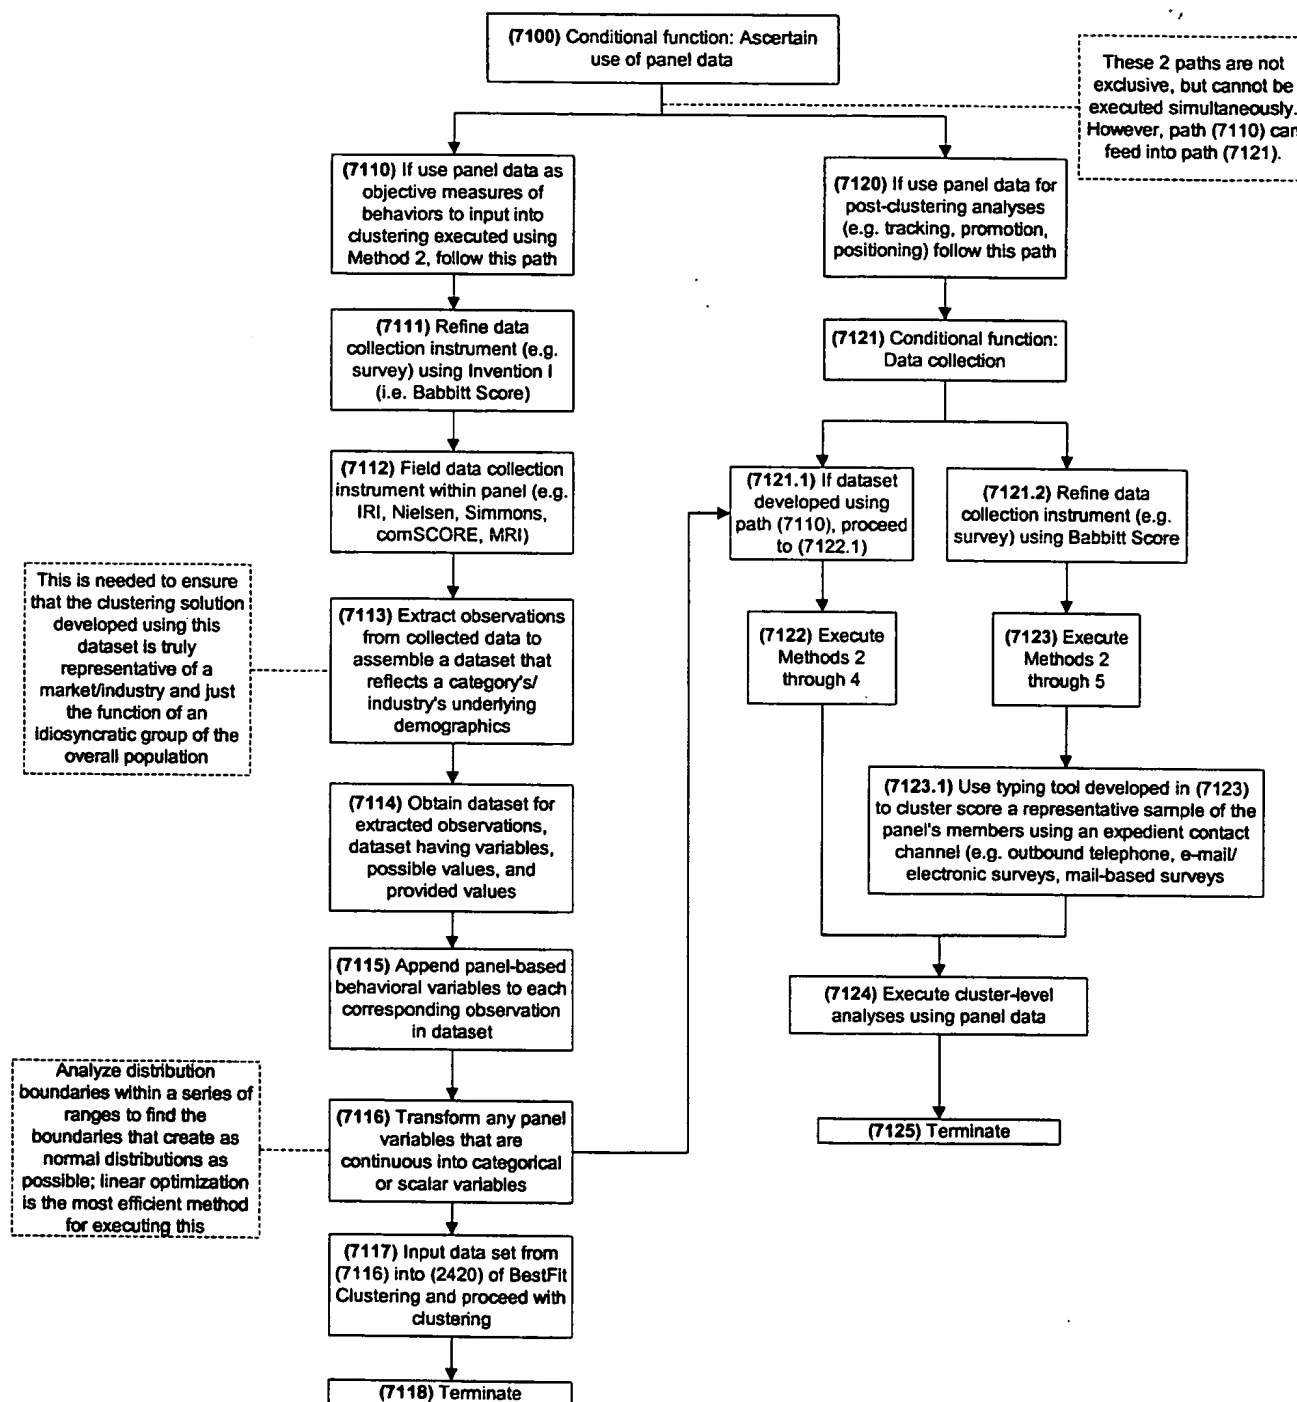 (7100) Conditional function: Ascertain
use of panel data
These 2 paths are not
exclusive, but cannot be
executed simultaneously.
However, path (7110) can
feed into path (7121).
(7110) If use panel data as
objective measures of
behaviors to input into
clustering executed using
Method 2, follow this path
(7120) If use panel data for
post-clustering analyses
(e.g. tracking, promotion,
positioning) follow this path
(7111) Refine data
collection instrument (e.g.
survey) using Invention I
(i.e. Babbitt Score)
(7121) Conditional function:
Data collection
(7112) Field data collection
instrument within panel (e.g.
IRI, Nielsen, Simmons,
comSCORE, MRI)
(7121.1) If dataset
developed using
path (7110), proceed
to (7122.1)
(7121.2) Refine data
collection instrument (e.g.
survey) using Babbitt Score
This is needed to ensure
that the clustering solution
developed using this
dataset is truly
representative of a
market/industry and just
the function of an
idiosyncratic group of the
overall population
(7113) Extract observations
from collected data to
assemble a dataset that
reflects a category's/
industry's underlying
demographics
(7122) Execute
Methods 2
through 4
(7123) Execute
Methods 2
through 5
(7114) Obtain dataset for
extracted observations,
dataset having variables,
possible values, and
provided values
(7123.1) Use typing tool developed in (7123)
to cluster score a representative sample of the
panel's members using an expedient contact
channel (e.g. outbound telephone, e-mail/
electronic surveys, mail-based surveys
(7115) Append panel-based
behavioral variables to each
corresponding observation
in dataset
(7124) Execute cluster-level
analyses using panel data
Analyze distribution
boundaries within a series of
ranges to find the
boundaries that create as
normal distributions as
possible; linear optimization
is the most efficient method
for executing this
(7116) Transform any panel
variables that are
continuous into categorical
or scalar variables
(7125) Terminate
(7117) Input data set from
(7116) into (2420) of BestFit
Clustering and proceed with
clustering
(7118) Terminate